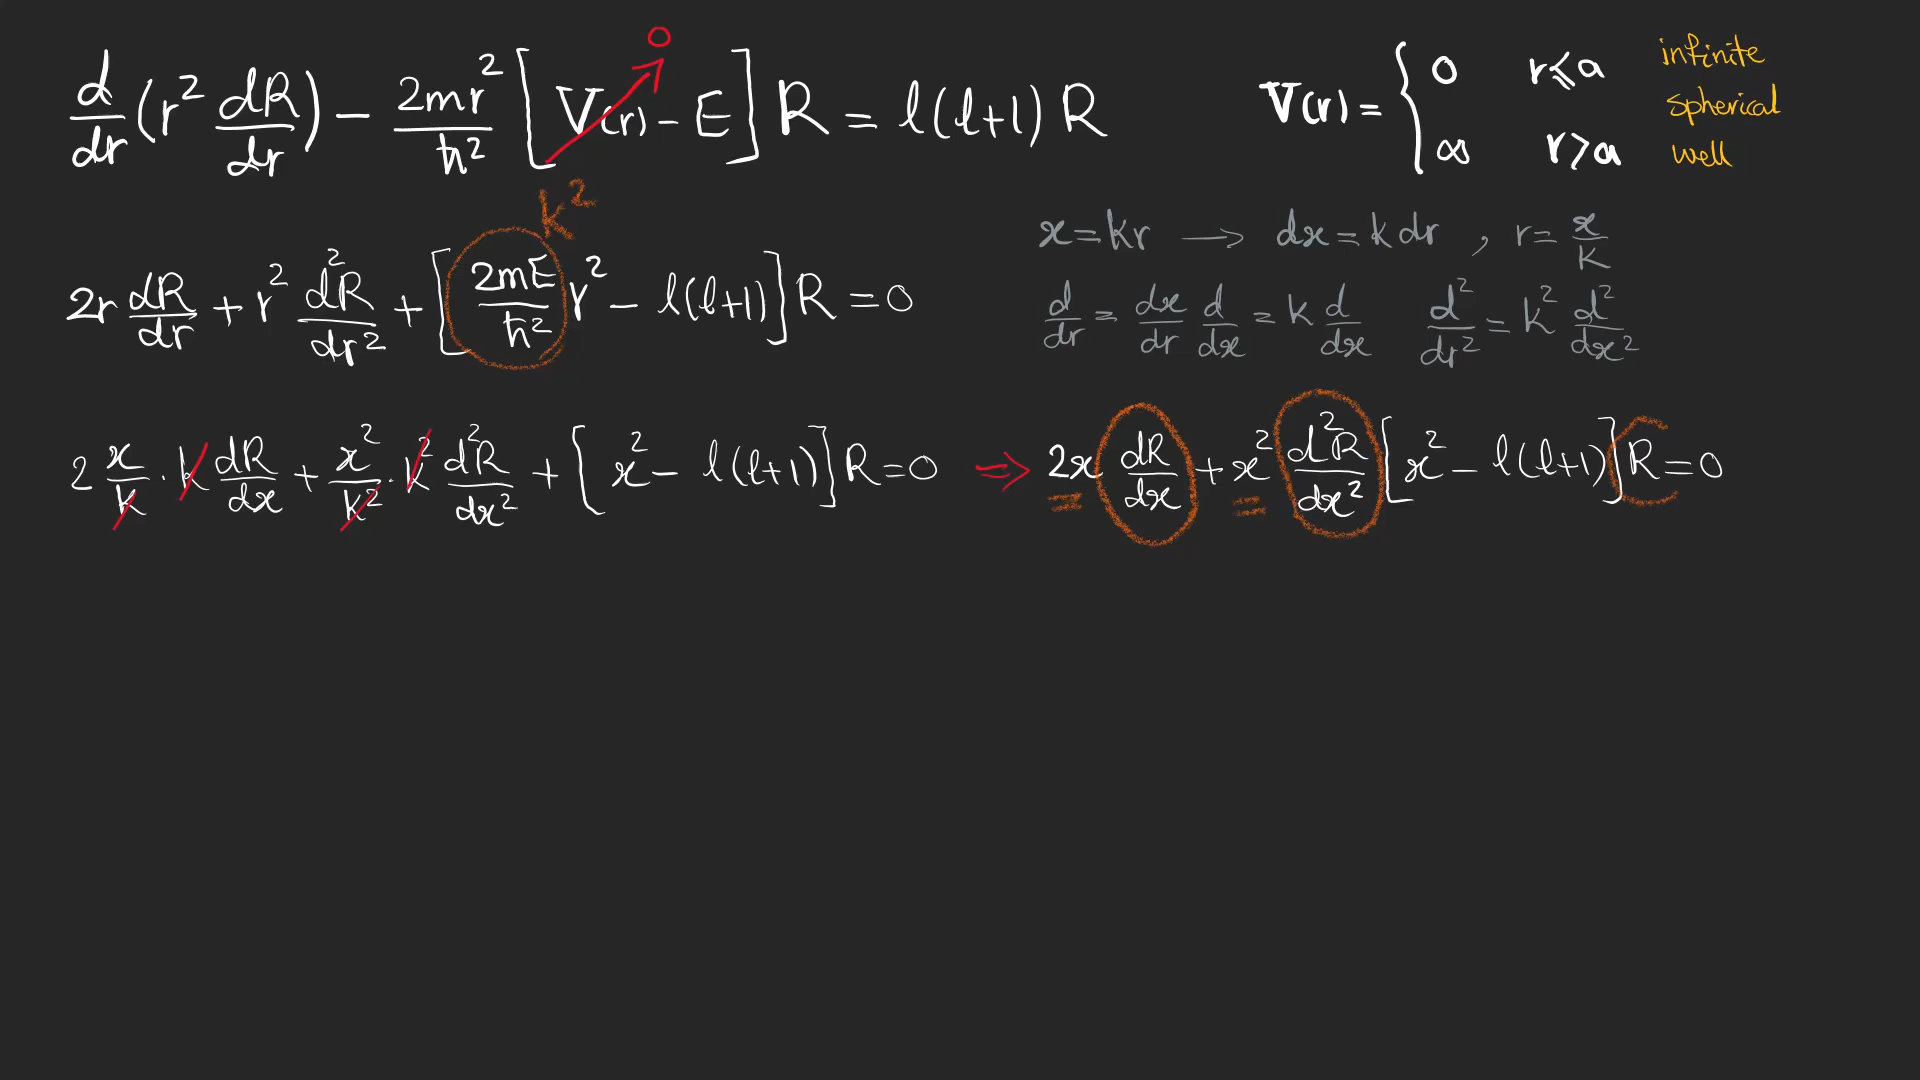 d/dr (r² dR/dr) − 2mr²/ħ² [V(r) − E] R = l(l+1) R
0
V(r) = { 0 r ⩽ a
∞ r > a
infinite
spherical
well
k²
2r dR/dr + r² d²R/dr² + [2mE/ħ² r² − l(l+1)] R = 0
x = kr → dx = k dr , r = x/k
d/dr = dx/dr d/dx = k d/dx d²/dr² = k² d²/dx²
2 x/k · k dR/dx + x²/k² · k² d²R/dx² + [x² − l(l+1)] R = 0 ⇒ 2x dR/dx + x² d²R/dx² [x² − l(l+1)] R = 0